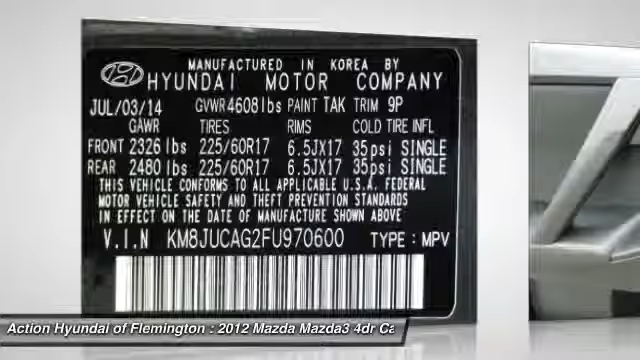 MANUFACTURED IN KOREA BY
HYUNDAI MOTOR COMPANY
JUL/03/14 GVWR 4608 lbs PAINT TAK TRIM 9P
GAWR TIRES RIMS COLD TIRE INFL
FRONT 2326 lbs 225/60R17 6.5JX17 35psi SINGLE
REAR 2480 lbs 225/60R17 6.5JX17 35psi SINGLE
THIS VEHICLE CONFORMS TO ALL APPLICABLE U.S.A. FEDERAL
MOTOR VEHICLE SAFETY AND THEFT PREVENTION STANDARDS
IN EFFECT ON THE DATE OF MANUFACTURE SHOWN ABOVE
V.I.N KM8JUCAG2FU970600 TYPE : MPV
Action Hyundai of Flemington : 2012 Mazda Mazda3 4dr Ca